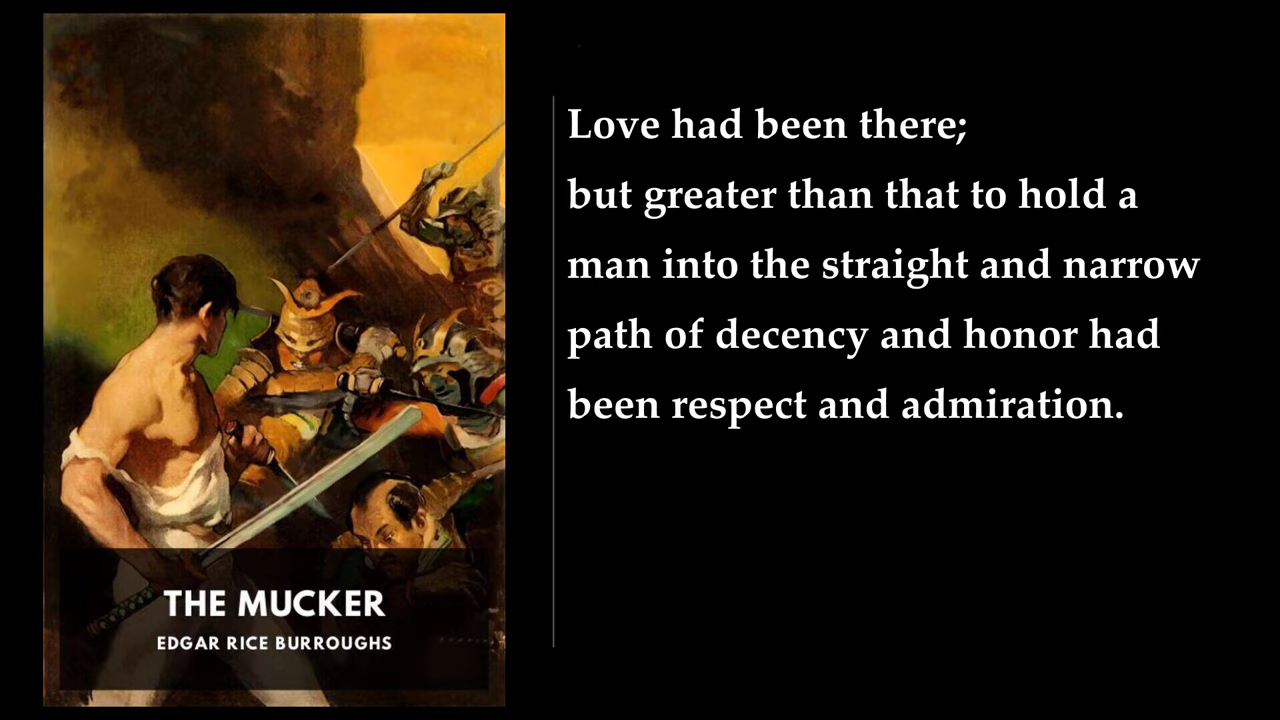 THE MUCKER
EDGAR RICE BURROUGHS
Love had been there;
but greater than that to hold a
man into the straight and narrow
path of decency and honor had
been respect and admiration.